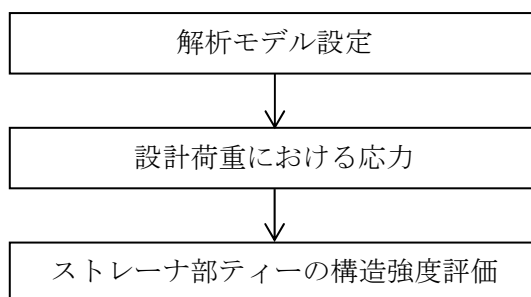 解析モデル設定
設計荷重における応力
ストレーナ部ティーの構造強度評価